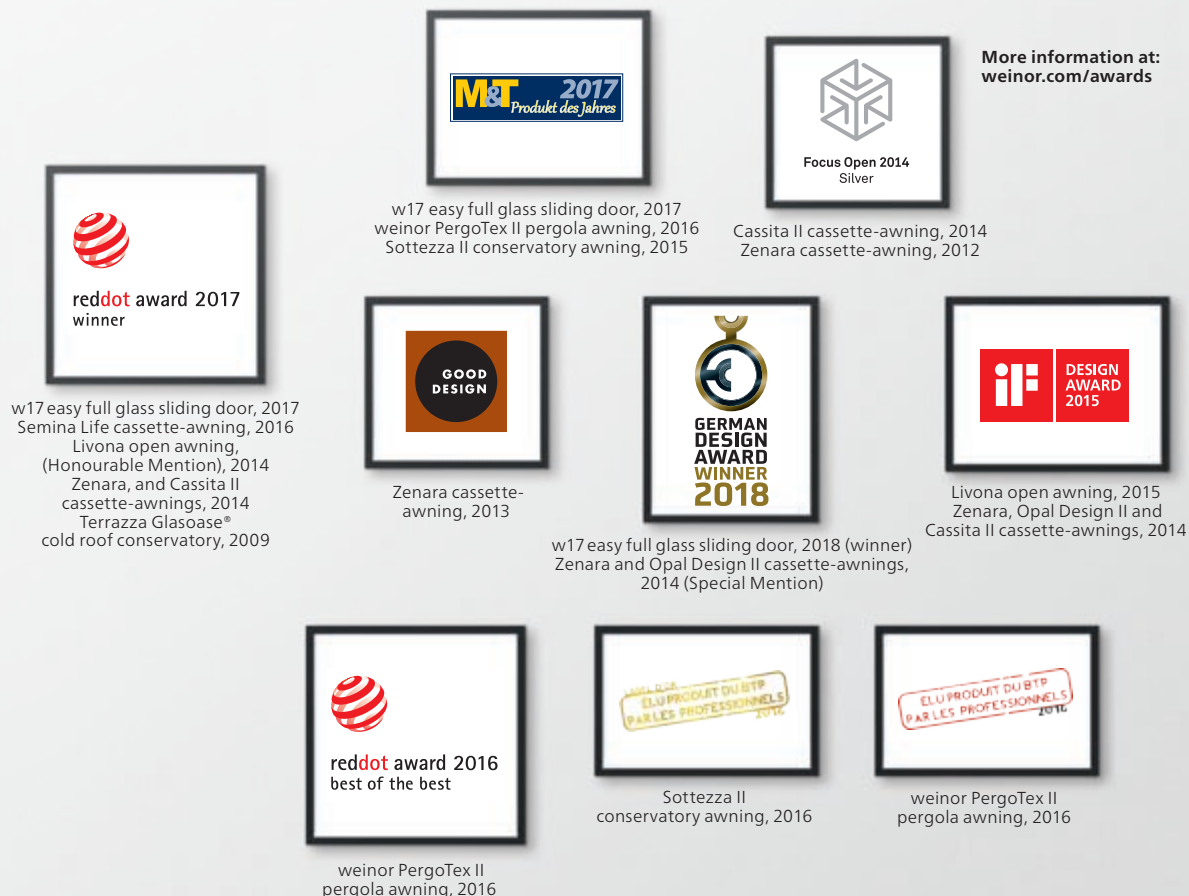 M&T 2017
Produkt des Jahres
w17 easy full glass sliding door, 2017
weinor PergoTex II pergola awning, 2016
Sottezza II conservatory awning, 2015
Focus Open 2014
Silver
Cassita II cassette-awning, 2014
Zenara cassette-awning, 2012
More information at:
weinor.com/awards
reddot award 2017
winner
w17 easy full glass sliding door, 2017
Semina Life cassette-awning, 2016
Livona open awning,
(Honourable Mention), 2014
Zenara, and Cassita II
cassette-awnings, 2014
Terrazza Glasoase®
cold roof conservatory, 2009
GOOD
DESIGN
Zenara cassette-
awning, 2013
GERMAN
DESIGN
AWARD
WINNER
2018
w17 easy full glass sliding door, 2018 (winner)
Zenara and Opal Design II cassette-awnings,
2014 (Special Mention)
iF
DESIGN
AWARD
2015
Livona open awning, 2015
Zenara, Opal Design II and
Cassita II cassette-awnings, 2014
reddot award 2016
best of the best
weinor PergoTex II
pergola awning, 2016
ELU PRODUIT DU BTP
PAR LES PROFESSIONNELS
2016
Sottezza II
conservatory awning, 2016
ELU PRODUIT DU BTP
PAR LES PROFESSIONNELS
2016
weinor PergoTex II
pergola awning, 2016